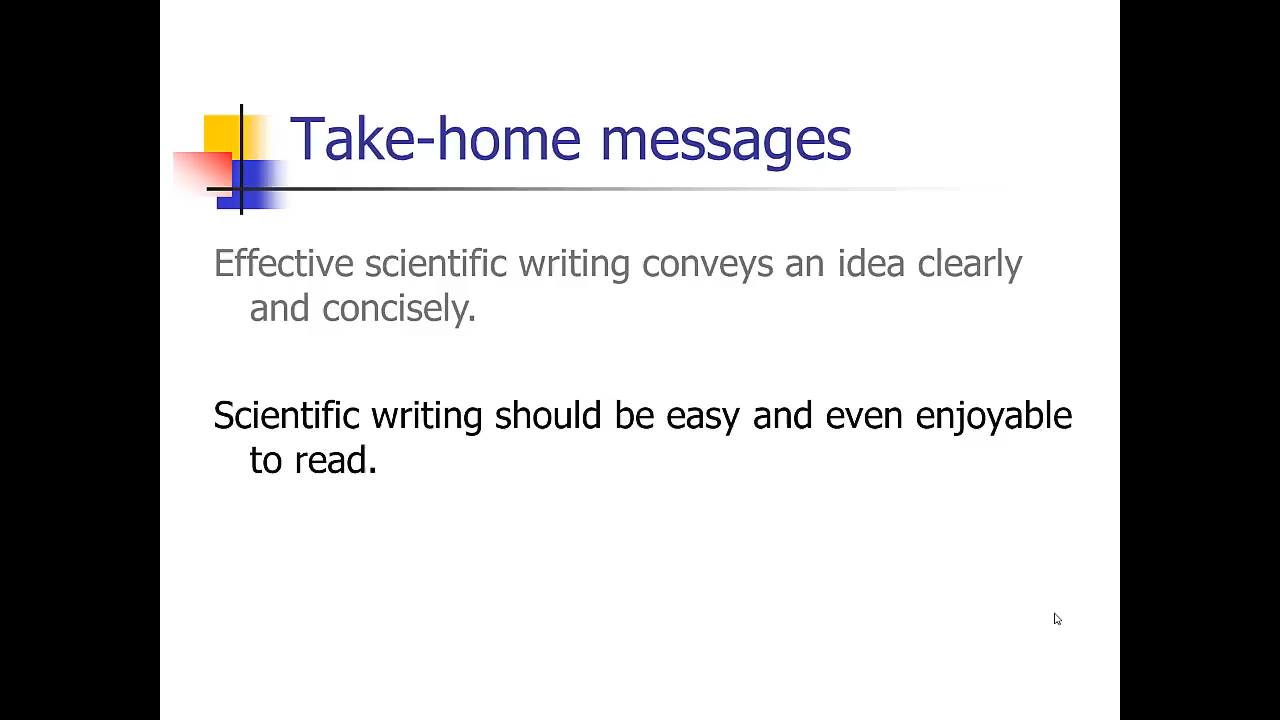 Take-home messages
Effective scientific writing conveys an idea clearly
and concisely.
Scientific writing should be easy and even enjoyable
to read.